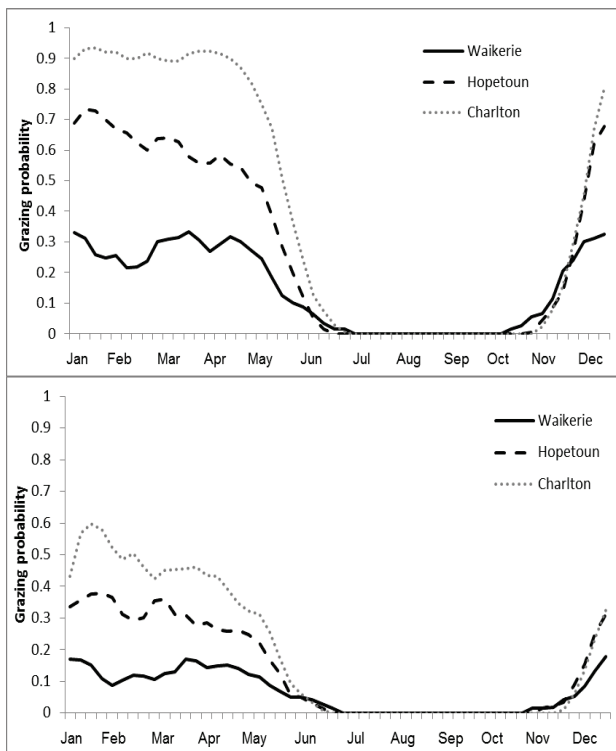 1
0.9
0.8
0.7
0.6
0.5
0.4
0.3
0.2
0.1
0
Grazing probability
Waikerie
Hopetoun
Charlton
Jan Feb Mar Apr May Jun Jul Aug Sep Oct Nov Dec
1
0.9
0.8
0.7
0.6
0.5
0.4
0.3
0.2
0.1
0
Grazing probability
Waikerie
Hopetoun
Charlton
Jan Feb Mar Apr May Jun Jul Aug Sep Oct Nov Dec